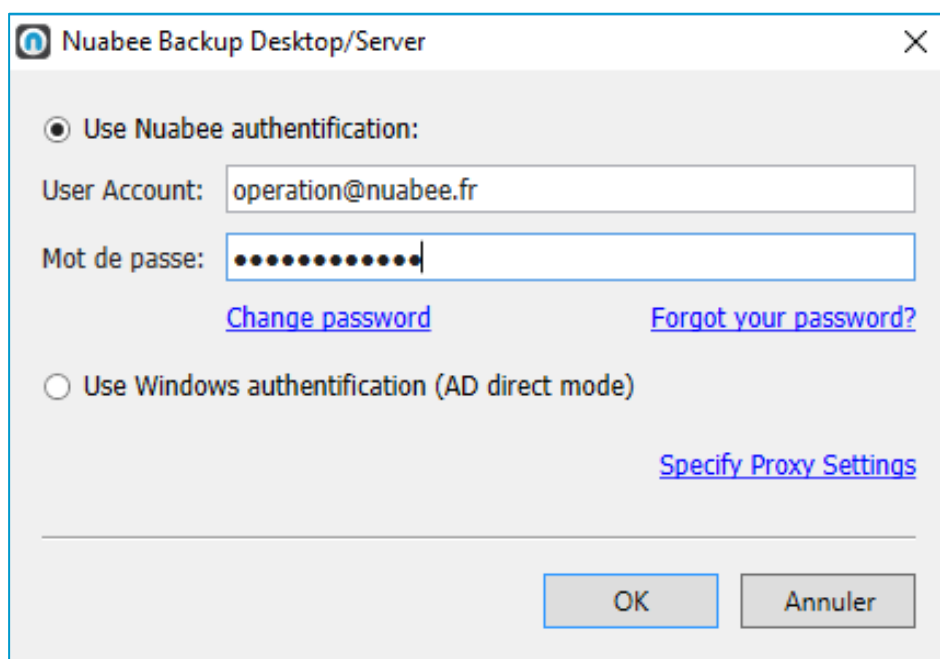 Nuabee Backup Desktop/Server
Use Nuabee authentification:
User Account: operation@nuabee.fr
Mot de passe: ●●●●●●●●●●●●
Change password Forgot your password?
Use Windows authentification (AD direct mode)
Specify Proxy Settings
OK Annuler